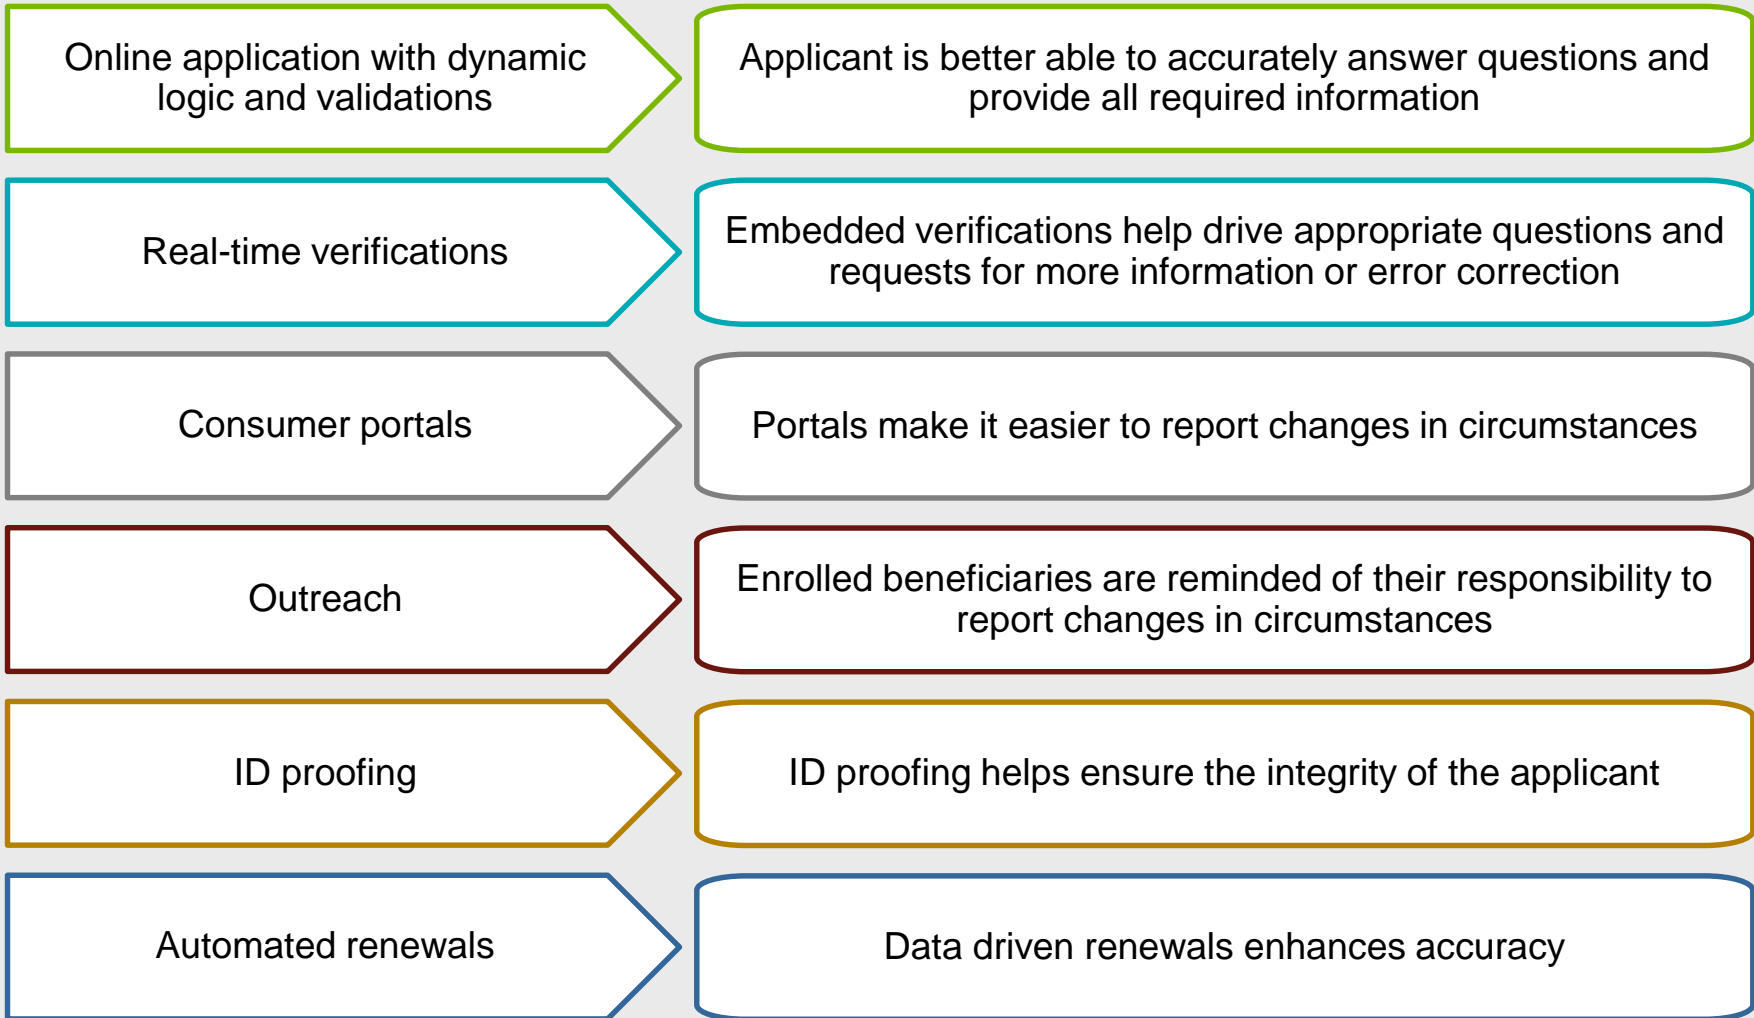 Online application with dynamic
logic and validations
Applicant is better able to accurately answer questions and
provide all required information
Real-time verifications
Embedded verifications help drive appropriate questions and
requests for more information or error correction
Consumer portals
Portals make it easier to report changes in circumstances
Outreach
Enrolled beneficiaries are reminded of their responsibility to
report changes in circumstances
ID proofing
ID proofing helps ensure the integrity of the applicant
Automated renewals
Data driven renewals enhances accuracy